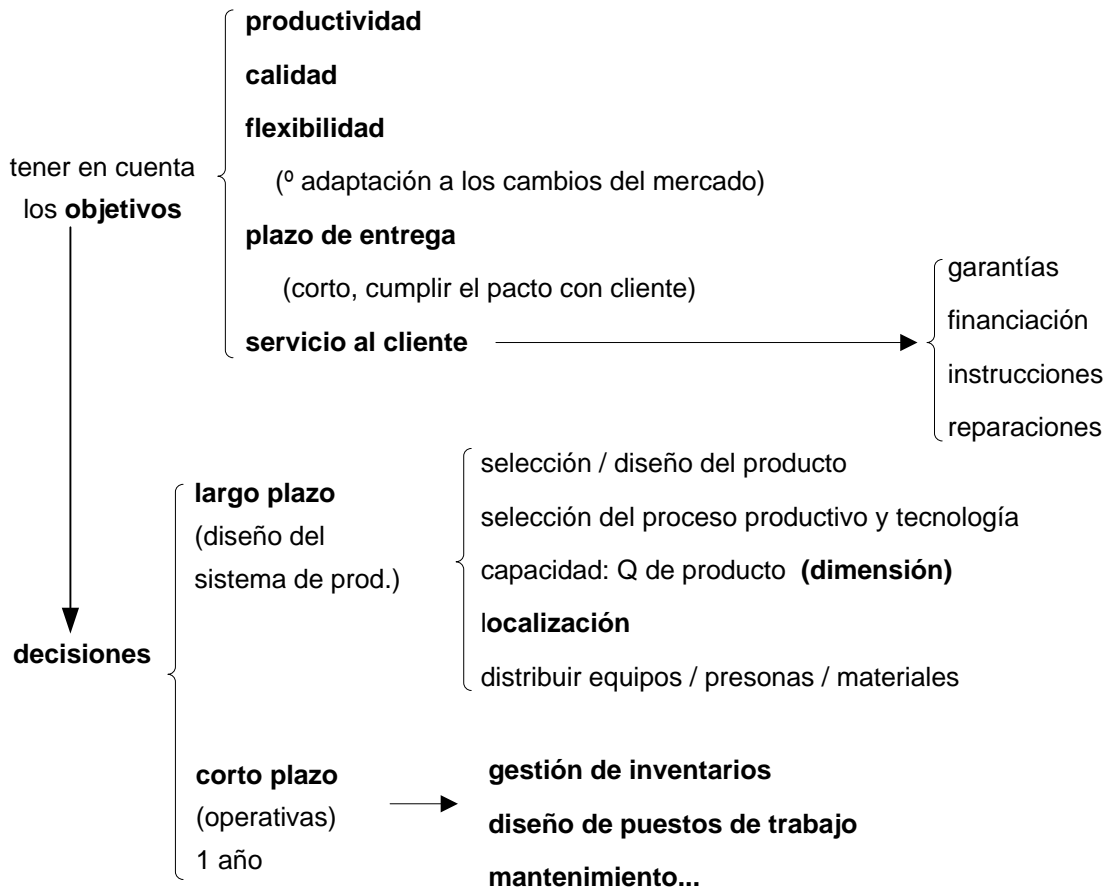 productividad
calidad
flexibilidad
(º adaptación a los cambios del mercado)
tener en cuenta
los objetivos
plazo de entrega
(corto, cumplir el pacto con cliente)
servicio al cliente
garantías
financiación
instrucciones
reparaciones
decisiones
largo plazo
(diseño del
sistema de prod.)
selección / diseño del producto
selección del proceso productivo y tecnología
capacidad: Q de producto (dimensión)
localización
distribuir equipos / presonas / materiales
corto plazo
(operativas)
1 año
gestión de inventarios
diseño de puestos de trabajo
mantenimiento...